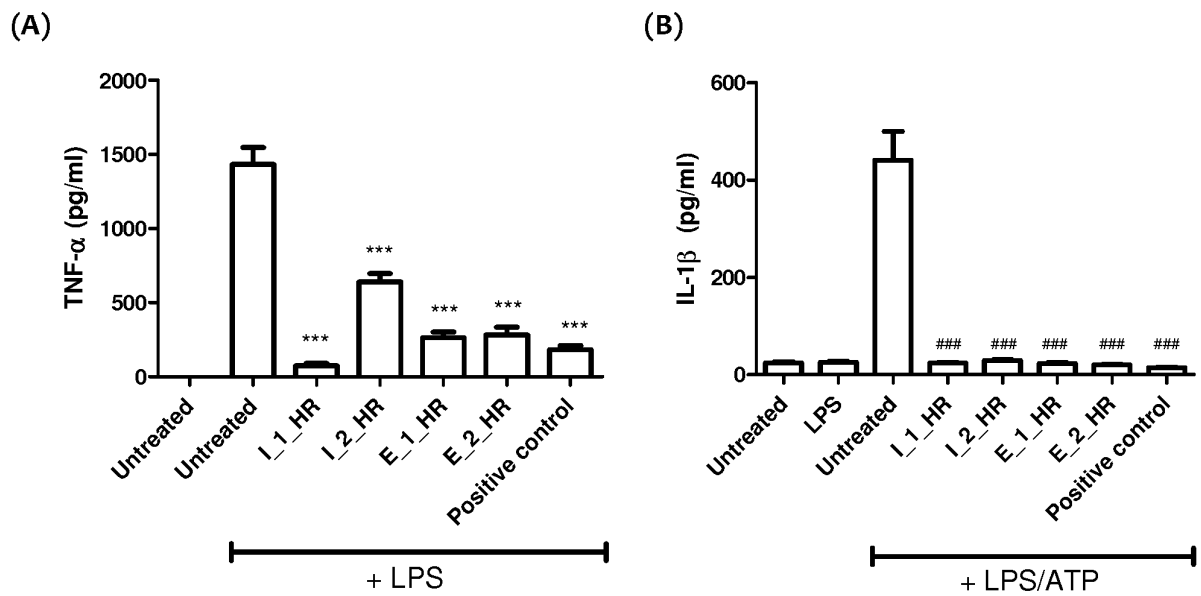 (A)
TNF-α (pg/ml)
2000
1500
1000
500
0
***
***
***
***
***
Untreated
Untreated
I_1_HR
I_2_HR
E_1_HR
E_2_HR
Positive control
+ LPS
(B)
IL-1β (pg/ml)
600
400
200
0
###
###
###
###
###
Untreated
LPS
Untreated
I_1_HR
I_2_HR
E_1_HR
E_2_HR
Positive control
+ LPS/ATP